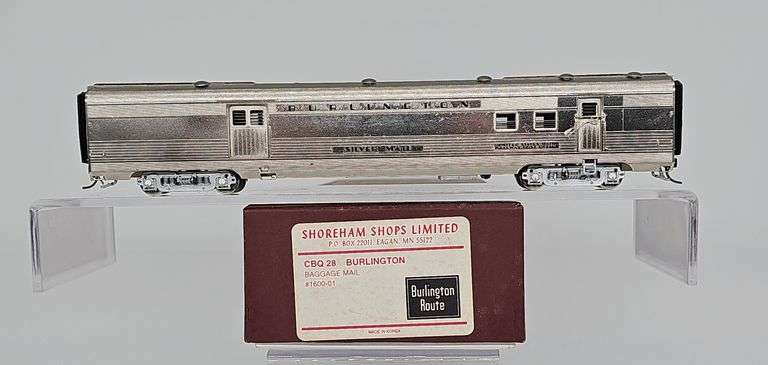 BURLINGTON
SILVER MAIL
SHOREHAM SHOPS LIMITED
P.O. BOX 22011, EAGAN, MN 55122
CBQ 28 BURLINGTON
BAGGAGE MAIL
#1600-01
Burlington
Route
MADE IN KOREA